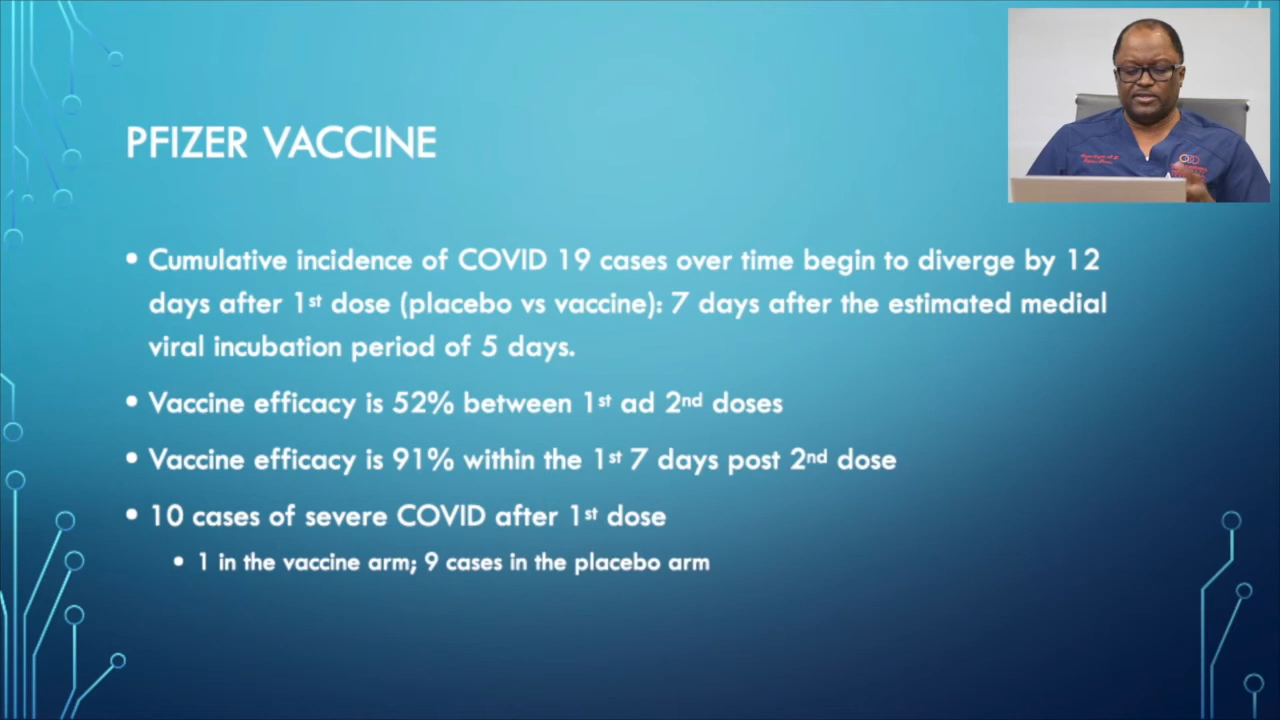 PFIZER VACCINE
• Cumulative incidence of COVID 19 cases over time begin to diverge by 12
days after 1st dose (placebo vs vaccine): 7 days after the estimated medial
viral incubation period of 5 days.
• Vaccine efficacy is 52% between 1st ad 2nd doses
• Vaccine efficacy is 91% within the 1st 7 days post 2nd dose
• 10 cases of severe COVID after 1st dose
• 1 in the vaccine arm; 9 cases in the placebo arm